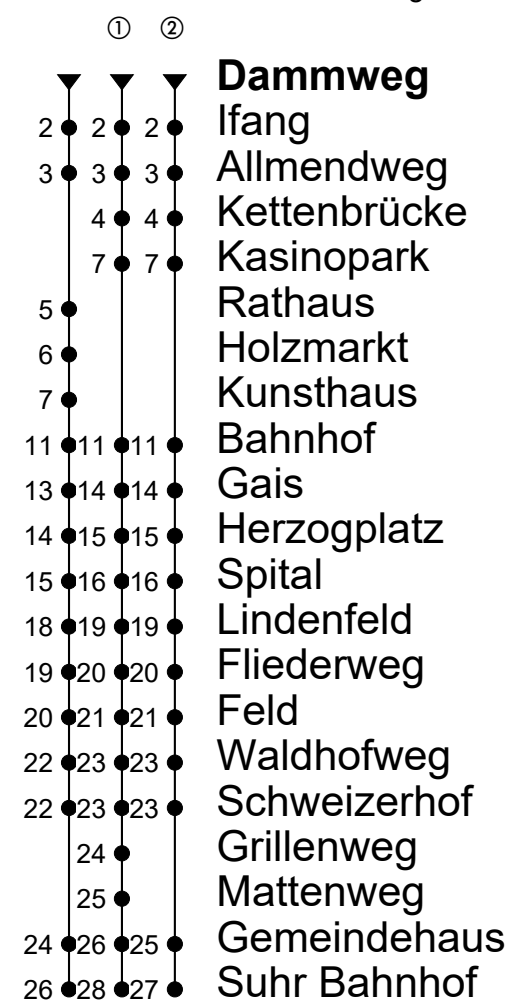 ① ②
Dammweg
2 2 2 Ifang
3 3 3 Allmendweg
4 4 Kettenbrücke
7 7 Kasinopark
5 Rathaus
6 Holzmarkt
7 Kunsthaus
11 11 11 Bahnhof
13 14 14 Gais
14 15 15 Herzogplatz
15 16 16 Spital
18 19 19 Lindenfeld
19 20 20 Fliederweg
20 21 21 Feld
22 23 23 Waldhofweg
22 23 23 Schweizerhof
24 Grillenweg
25 Mattenweg
24 26 25 Gemeindehaus
26 28 27 Suhr Bahnhof